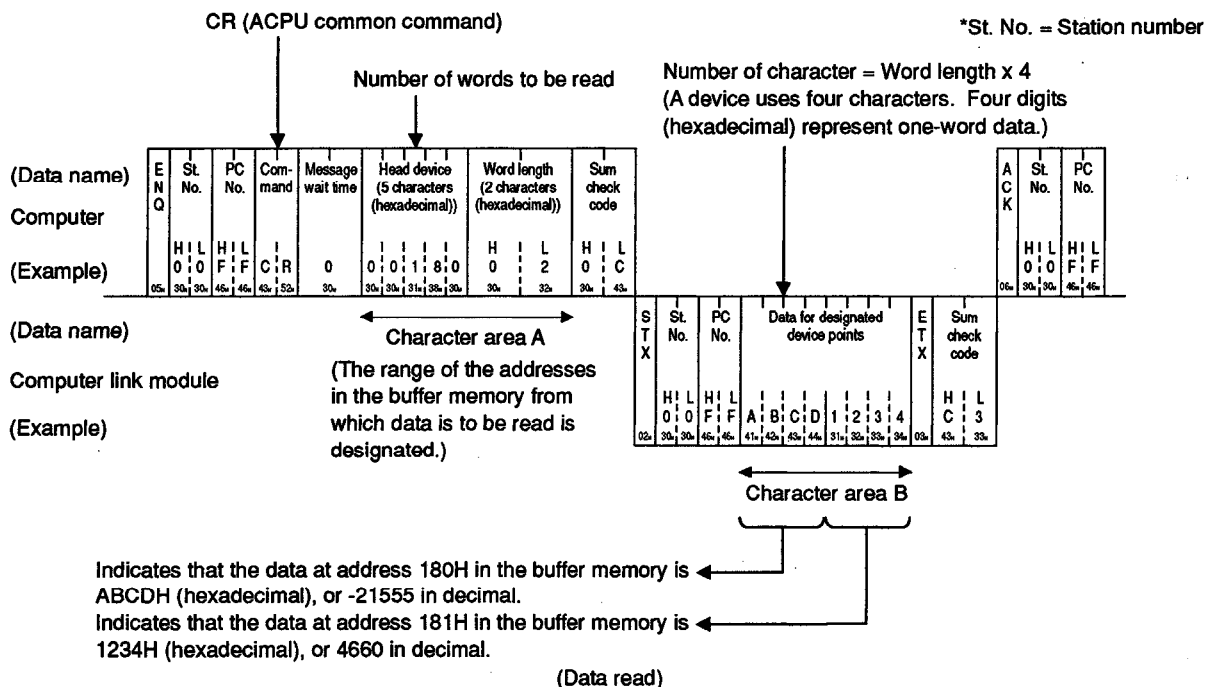 CR (ACPU common command)
*St. No. = Station number
Number of words to be read
Number of character = Word length x 4
(A device uses four characters. Four digits
(hexadecimal) represent one-word data.)
(Data name)
Computer
(Example)
ENQ
05H
St. No.
H L
0 0
30H 30H
PC No.
H L
F F
46H 46H
Com-
mand
C R
43H 52H
Message
wait time
0
30H
Head device
(5 characters
(hexadecimal))
0 0 1 8 0
30H 30H 31H 38H 30H
Word length
(2 characters
(hexadecimal))
H L
0 2
30H 32H
Sum
check
code
H L
0 C
30H 43H
ACK
06H
St. No.
H L
0 0
30H 30H
PC No.
H L
F F
46H 46H
(Data name)
Computer link module
(Example)
Character area A
(The range of the addresses
in the buffer memory from
which data is to be read is
designated.)
STX
02H
St. No.
H L
0 0
30H 30H
PC No.
H L
F F
46H 46H
Data for designated
device points
A B C D 1 2 3 4
41H 42H 43H 44H 31H 32H 33H 34H
ETX
03H
Sum
check
code
H L
C 3
43H 33H
Character area B
Indicates that the data at address 180H in the buffer memory is
ABCDH (hexadecimal), or -21555 in decimal.
Indicates that the data at address 181H in the buffer memory is
1234H (hexadecimal), or 4660 in decimal.
(Data read)